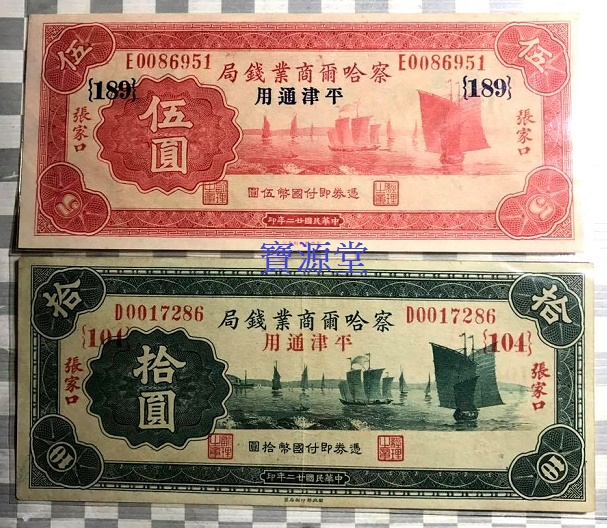 伍
伍
E0086951
E0086951
察哈爾商業錢局
{189}
{189}
平津通用
張家口
伍圓
張家口
憑券即付國幣伍圓
5
5
中華民國廿二年印
寶源堂
拾
拾
D0017286
D0017286
察哈爾商業錢局
{104}
{104}
平津通用
張家口
拾圓
張家口
憑券即付國幣拾圓
10
10
中華民國廿二年印